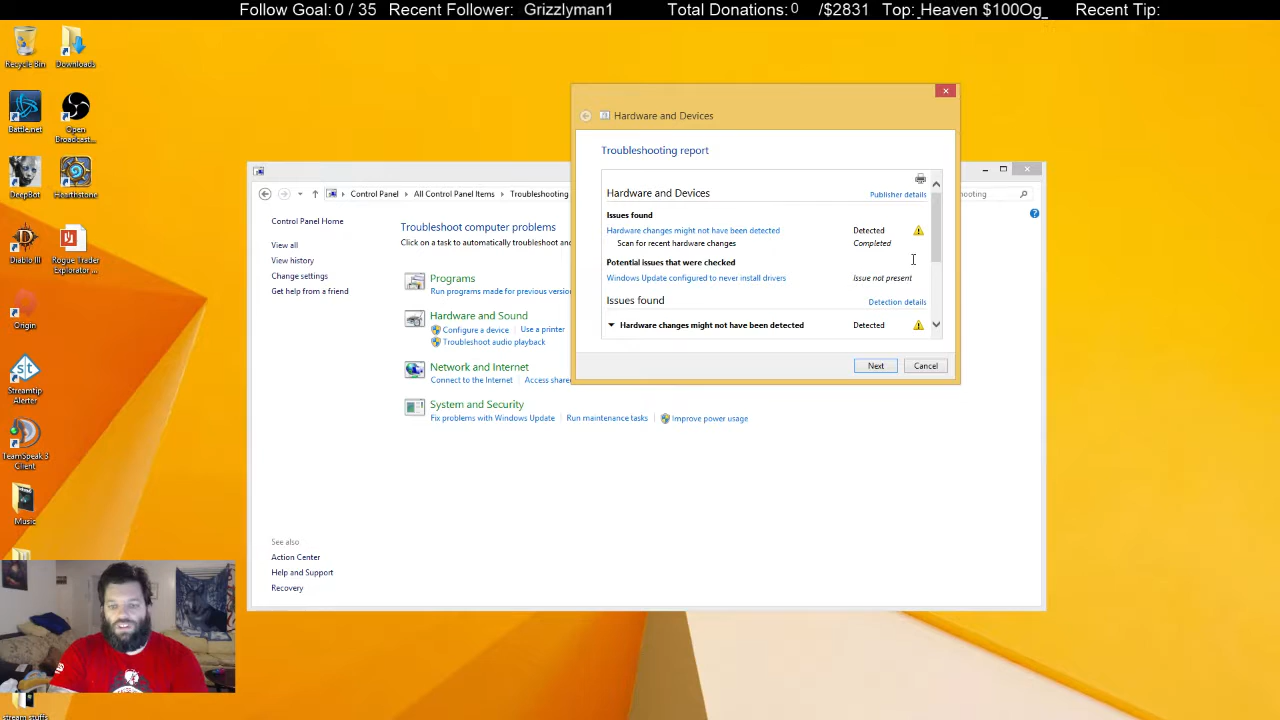 Follow Goal: 0 / 35 Recent Follower: Grizzlyman1 Total Donations: 0 /$2831 Top: Heaven $100Og_ Recent Tip:
Recycle Bin
Downloads
Battle.net
Open Broadcast...
DeepBot
Hearthstone
Diablo III
Rogue Trader Explorator ...
Origin
Streamtip Alerter
TeamSpeak 3 Client
Music
Control Panel
All Control Panel Items
Troubleshooting
Control Panel Home
View all
View history
Change settings
Get help from a friend
See also
Action Center
Help and Support
Recovery
Troubleshoot computer problems
Click on a task to automatically troubleshoot and
Programs
Run programs made for previous version
Hardware and Sound
Configure a device
Use a printer
Troubleshoot audio playback
Network and Internet
Connect to the Internet
Access share
System and Security
Fix problems with Windows Update
Run maintenance tasks
Improve power usage
Hardware and Devices
Troubleshooting report
Hardware and Devices
Publisher details
Issues found
Hardware changes might not have been detected
Detected
Scan for recent hardware changes
Completed
Potential issues that were checked
Windows Update configured to never install drivers
Issue not present
Issues found
Detection details
Hardware changes might not have been detected
Detected
Next
Cancel